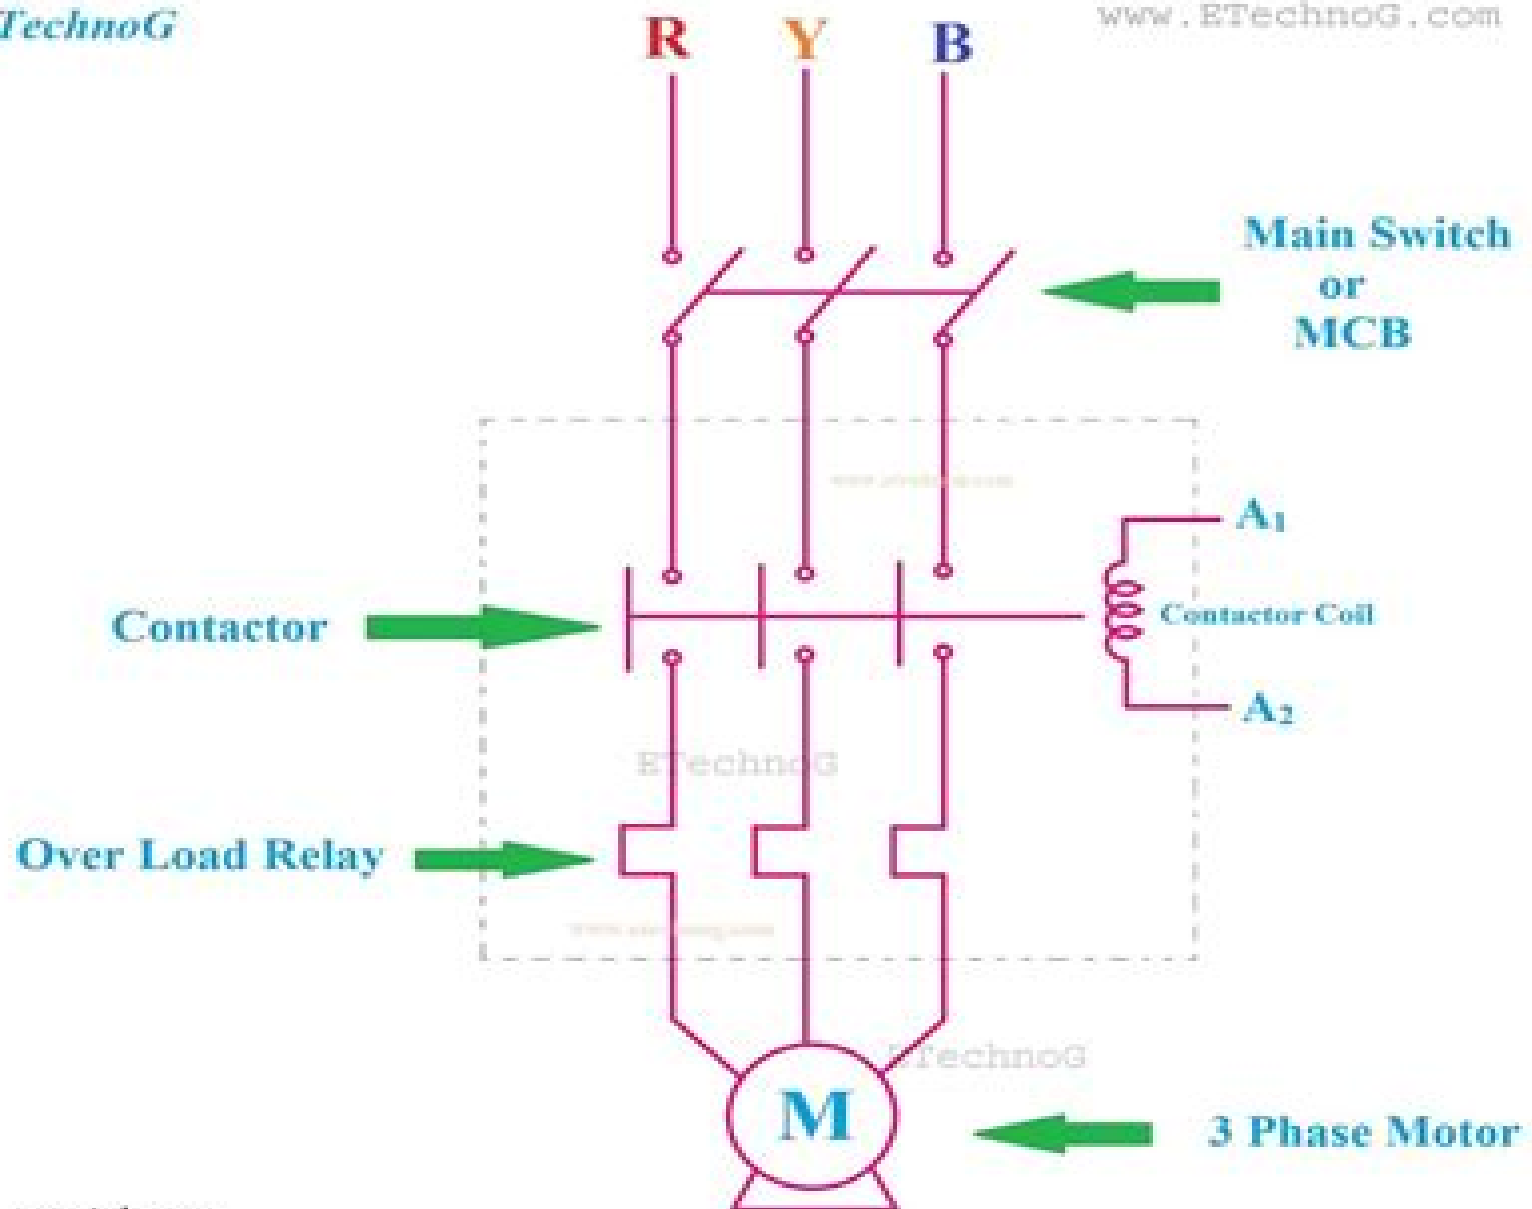 TechnoG
www.ETechnoG.com
R Y B
Main Switch
or
MCB
A1
Contactor
Contactor Coil
A2
ETechnoG
Over Load Relay
ETechnoG
M
3 Phase Motor